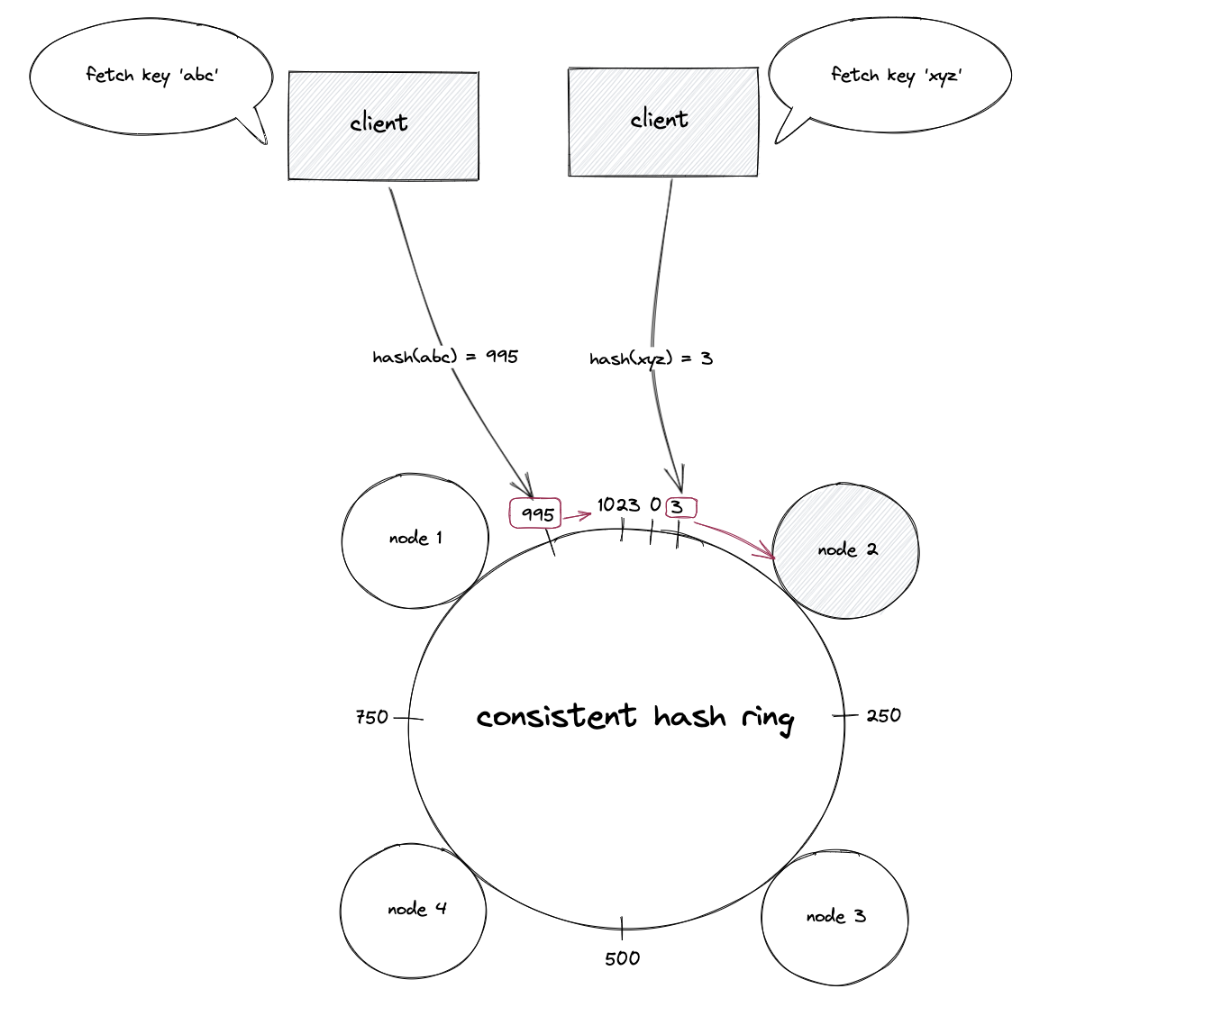 fetch key 'abc'
client
client
fetch key 'xyz'
hash(abc) = 995
hash(xyz) = 3
node 1
995
1023
0
3
node 2
750
consistent hash ring
250
node 4
node 3
500